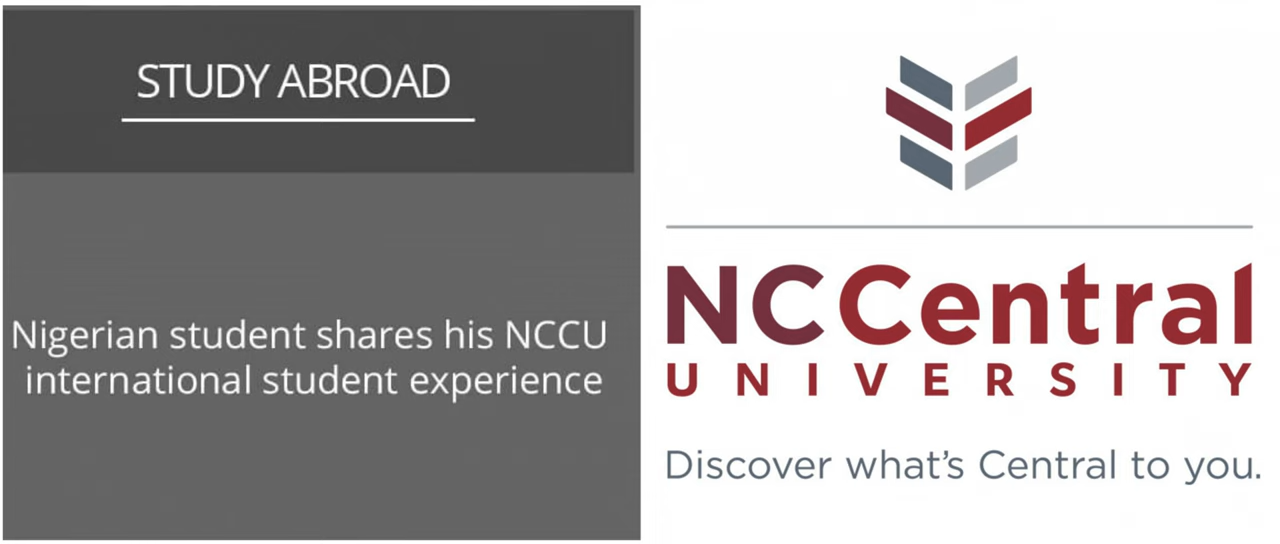 STUDY ABROAD
Nigerian student shares his NCCU
international student experience
NCCentral
UNIVERSITY
Discover what's Central to you.